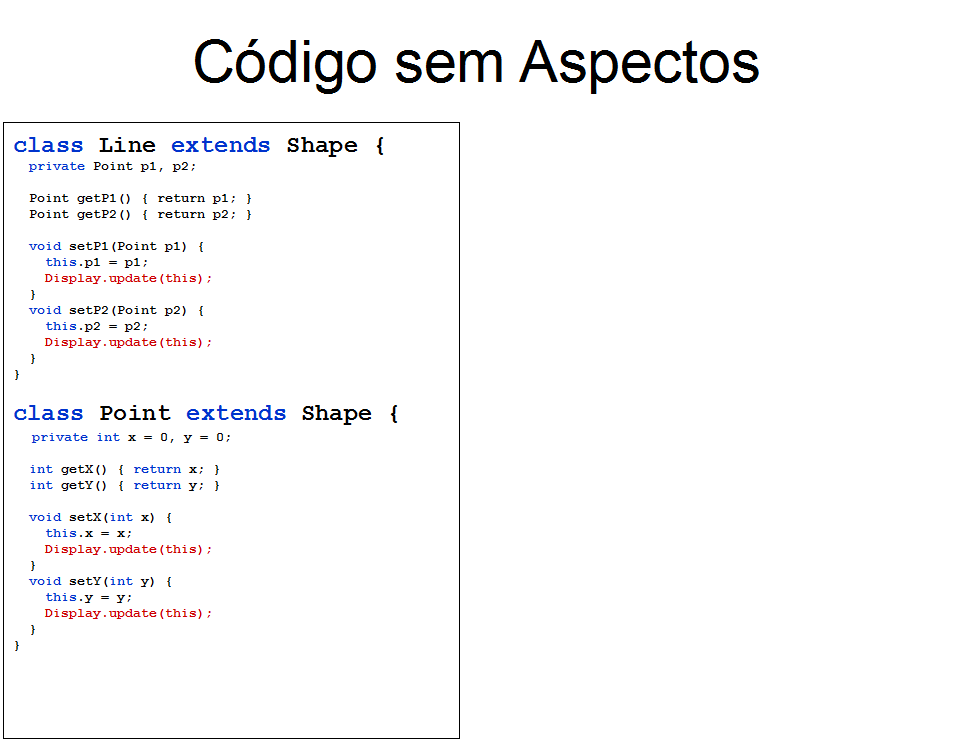 Código sem Aspectos
class Line extends Shape {
private Point p1, p2;
Point getP1() { return p1; }
Point getP2() { return p2; }
void setP1(Point p1) {
this.p1 = p1;
Display.update(this);
}
void setP2(Point p2) {
this.p2 = p2;
Display.update(this);
}
}
class Point extends Shape {
private int x = 0, y = 0;
int getX() { return x; }
int getY() { return y; }
void setX(int x) {
this.x = x;
Display.update(this);
}
void setY(int y) {
this.y = y;
Display.update(this);
}
}